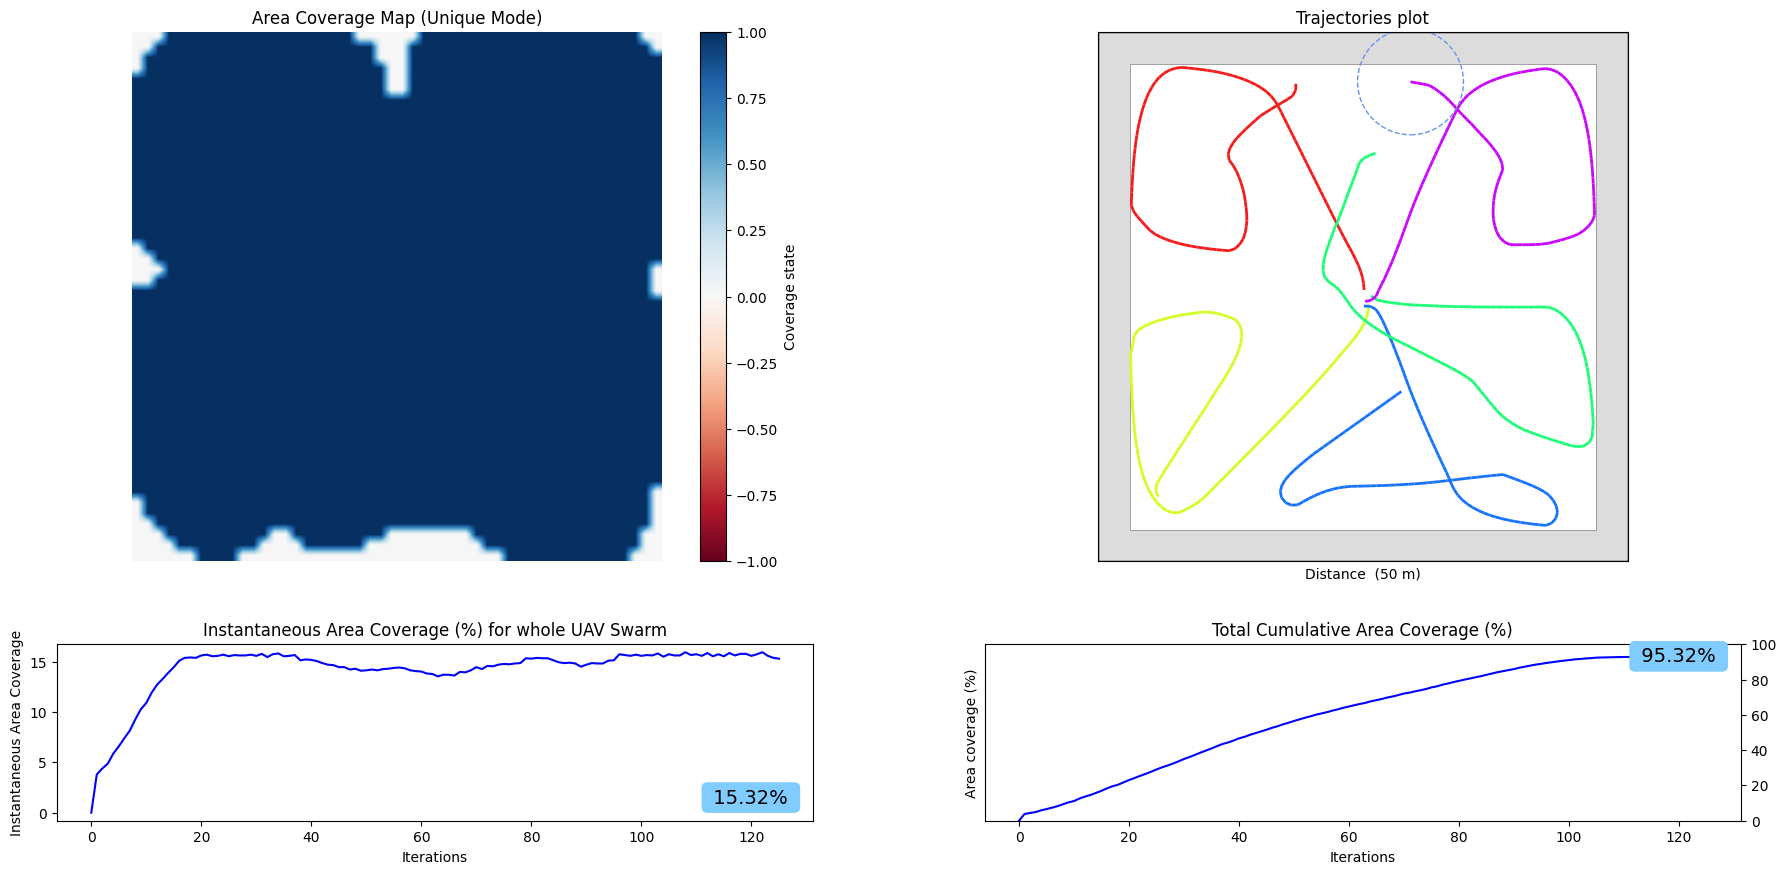 Area Coverage Map (Unique Mode)
1.00
0.75
0.50
0.25
0.00
−0.25
−0.50
−0.75
−1.00
Coverage state
Trajectories plot
Distance  (50 m)
Instantaneous Area Coverage (%) for whole UAV Swarm
Instantaneous Area Coverage
15
10
5
0
15.32%
0 20 40 60 80 100 120
Iterations
Total Cumulative Area Coverage (%)
Area coverage (%)
95.32%
100
80
60
40
20
0
0 20 40 60 80 100 120
Iterations